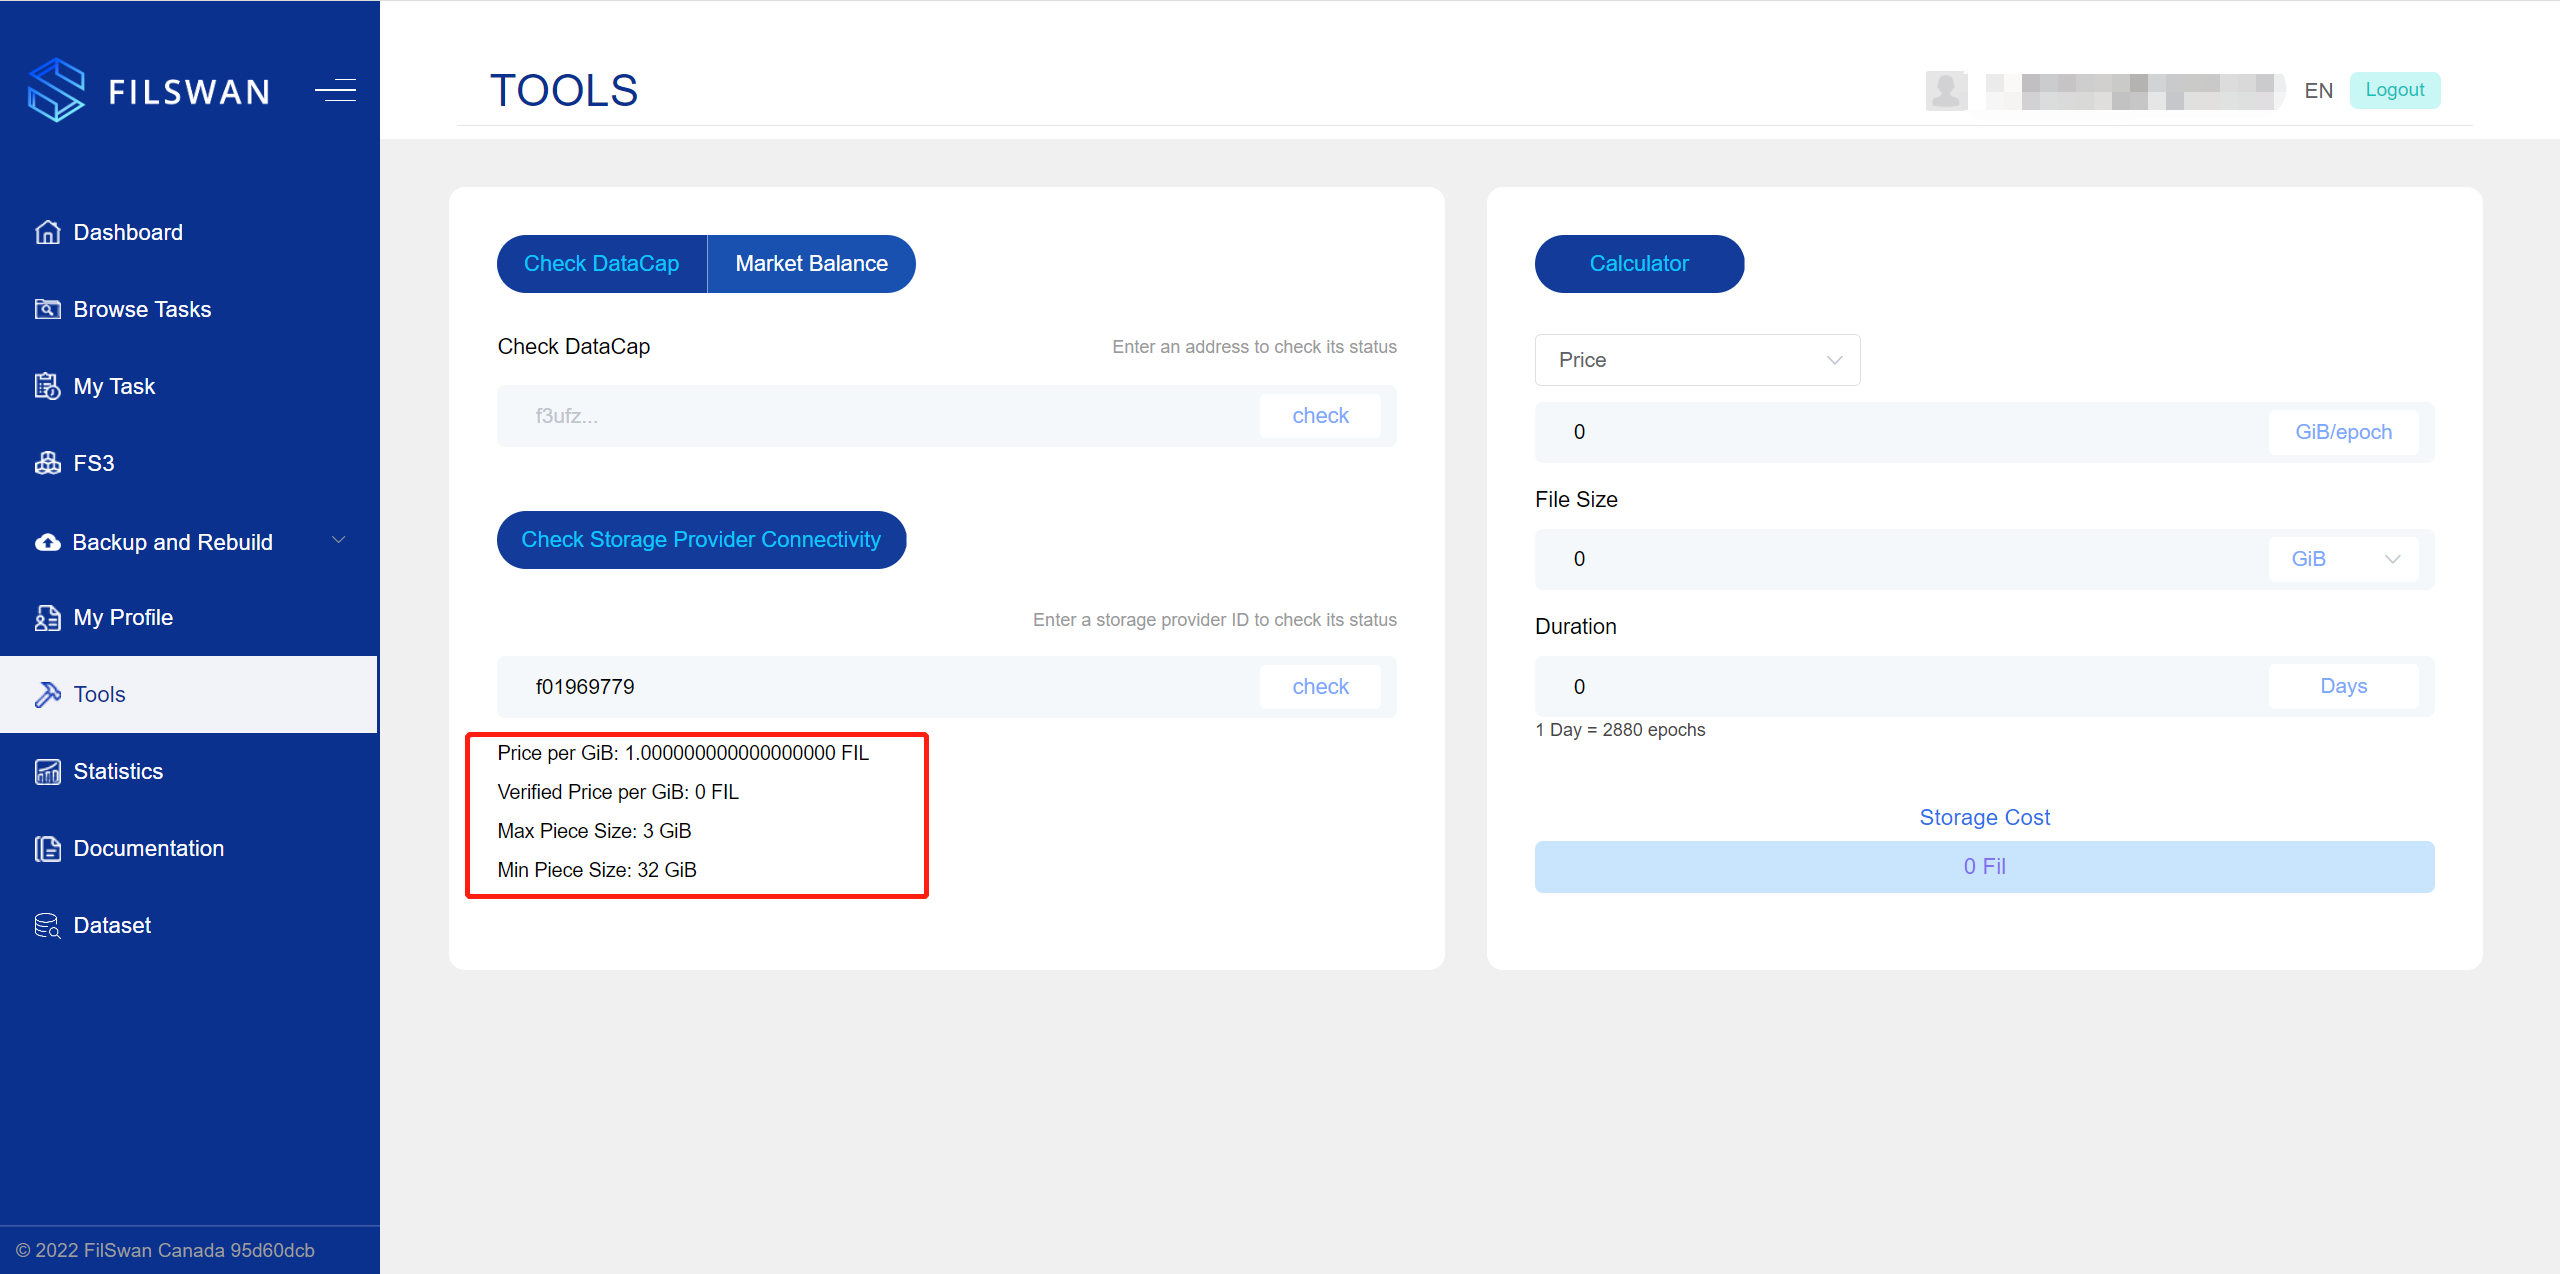 FILSWAN
Dashboard
Browse Tasks
My Task
FS3
Backup and Rebuild
My Profile
Tools
Statistics
Documentation
Dataset
© 2022 FilSwan Canada 95d60dcb
TOOLS
EN
Logout
Check DataCap
Market Balance
Check DataCap
Enter an address to check its status
f3ufz...
check
Check Storage Provider Connectivity
Enter a storage provider ID to check its status
f01969779
check
Price per GiB: 1.000000000000000000 FIL
Verified Price per GiB: 0 FIL
Max Piece Size: 3 GiB
Min Piece Size: 32 GiB
Calculator
Price
0
GiB/epoch
File Size
0
GiB
Duration
0
Days
1 Day = 2880 epochs
Storage Cost
0 Fil